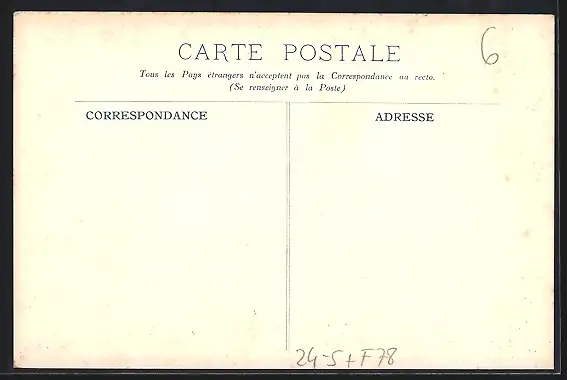 CARTE POSTALE
6
Tous les Pays étrangers n'acceptent pas la Correspondance au recto.
(Se renseigner à la Poste)
CORRESPONDANCE
ADRESSE
24-5+F78